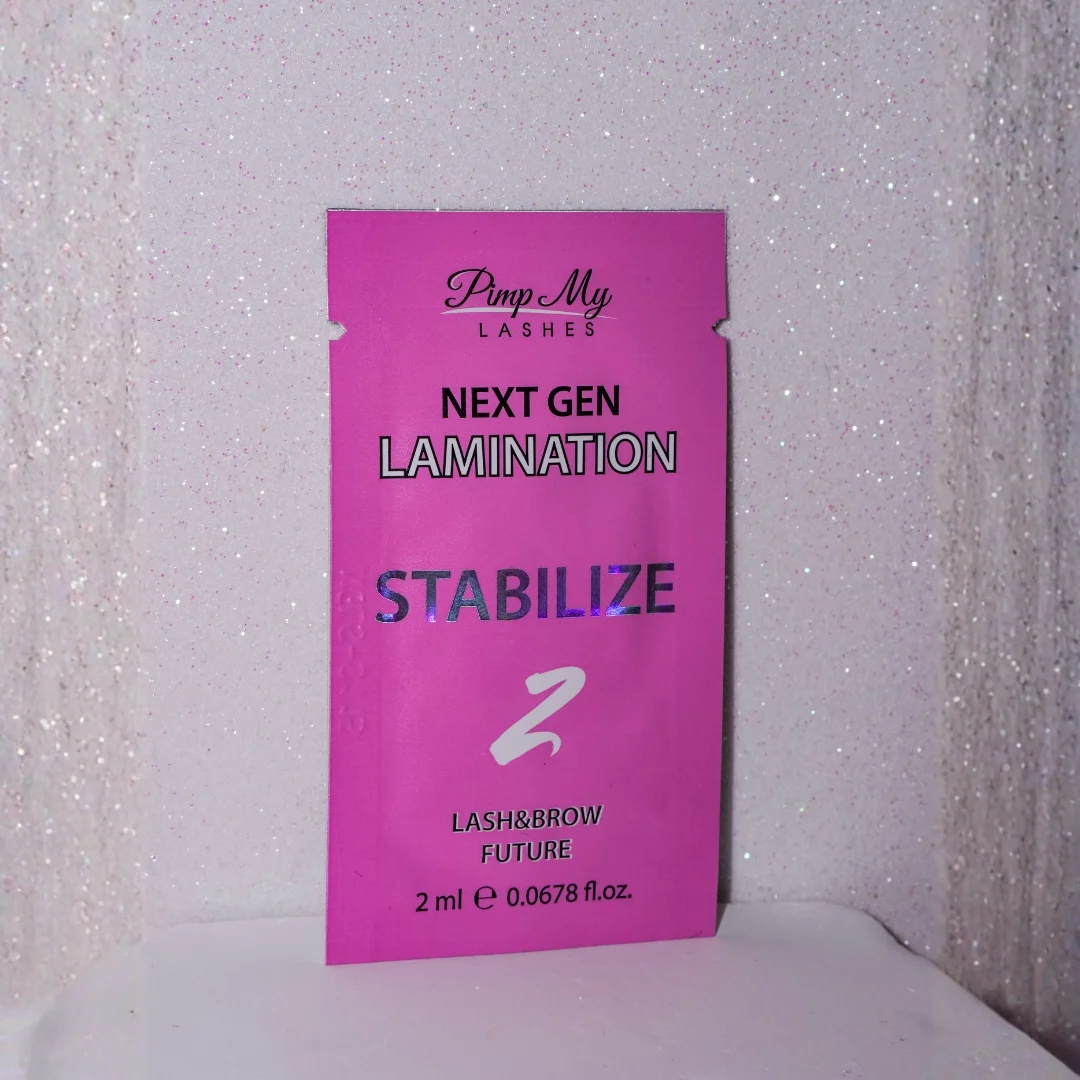 Pimp My
LASHES
NEXT GEN
LAMINATION
STABILIZE
2
LASH&BROW
FUTURE
2 ml ℮ 0.0678 fl.oz.